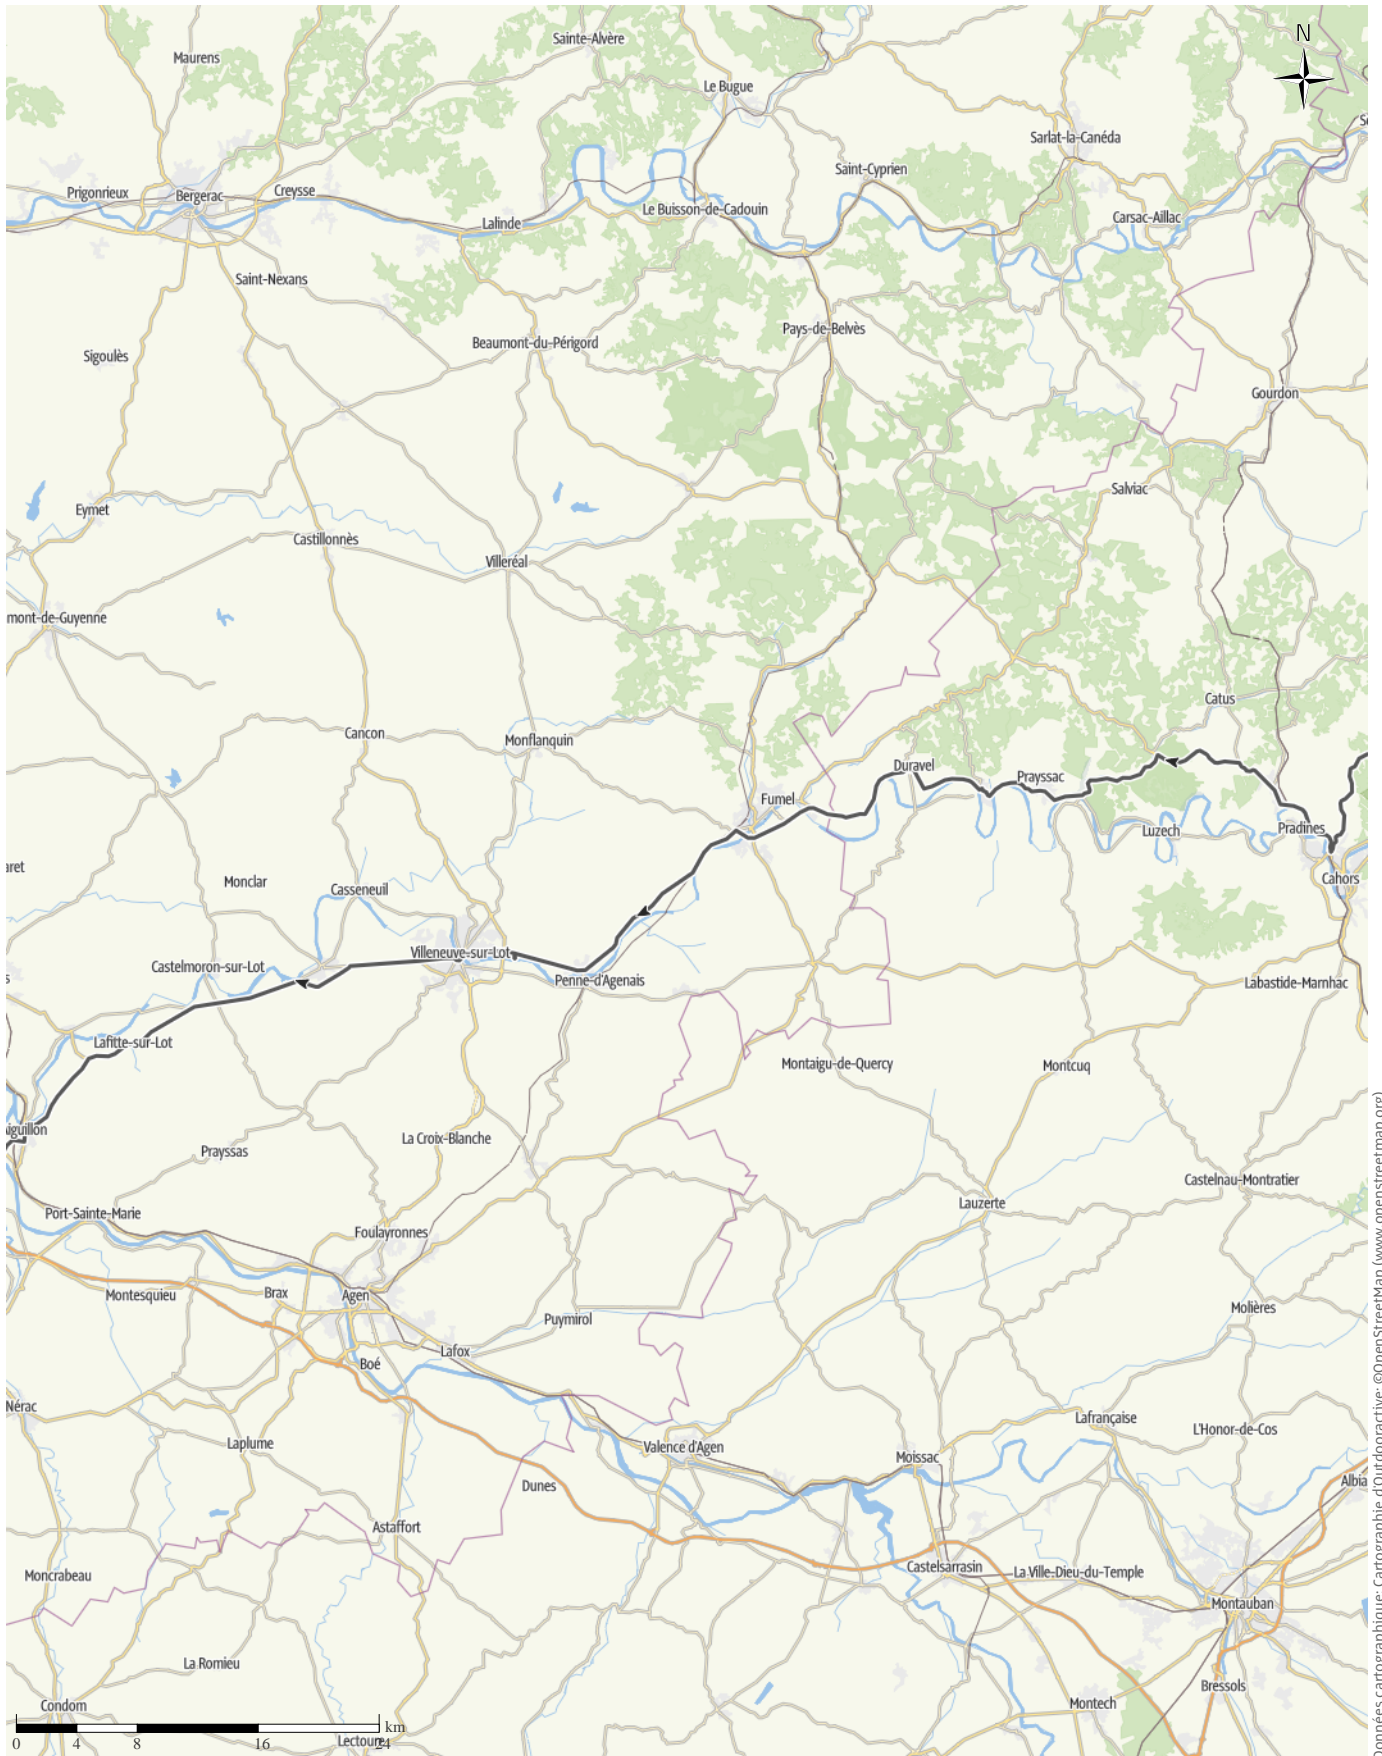 N
Sainte-Alvère
Maurens
Le Bugue
Sarlat-la-Canéda
Saint-Cyprien
Prigonrieux
Bergerac
Creysse
Le Buisson-de-Cadouin
Carsac-Aillac
Lalinde
Saint-Nexans
Pays-de-Belvès
Beaumont-du-Périgord
Sigoulès
Gourdon
Salviac
Eymet
Castillonnès
Villeréal
mont-de-Guyenne
Catus
Cancon
Monflanquin
Duravel
Prayssac
Fumel
Luzech
Pradines
aret
Monclar
Casseneuil
Cahors
Villeneuve-sur-Lot
Castelmoron-sur-Lot
Penne-d'Agenais
Labastide-Marnhac
s
Lafitte-sur-Lot
Montaigu-de-Quercy
Montcuq
iguillon
La Croix-Blanche
Prayssas
Castelnau-Montratier
Lauzerte
Port-Sainte-Marie
Foulayronnes
Montesquieu
Brax
Agen
Molières
Puymirol
Lafox
Boé
Nérac
Lafrançaise
L'Honor-de-Cos
Laplume
Valence d'Agen
Moissac
Albia
Dunes
Astaffort
Castelsarrasin
La Ville-Dieu-du-Temple
Moncrabeau
Montauban
La Romieu
Bressols
Condom
Montech
Lectoure
km
0 4 8 16 24
Données cartographique: Cartographie d'Outdooractive; ©OpenStreetMap (www.openstreetmap.org)